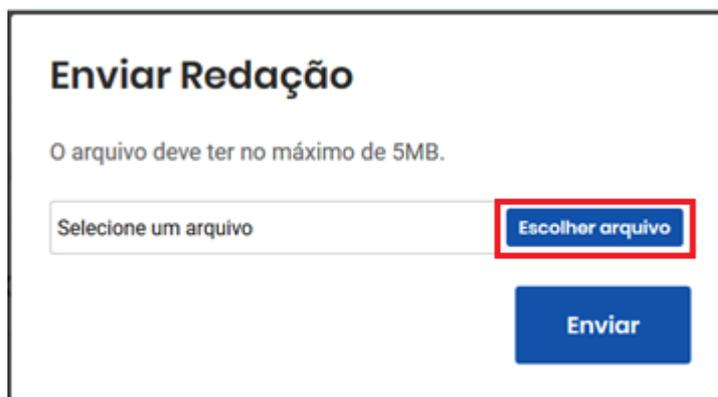 Enviar Redação
O arquivo deve ter no máximo de 5MB.
Selecione um arquivo Escolher arquivo
Enviar